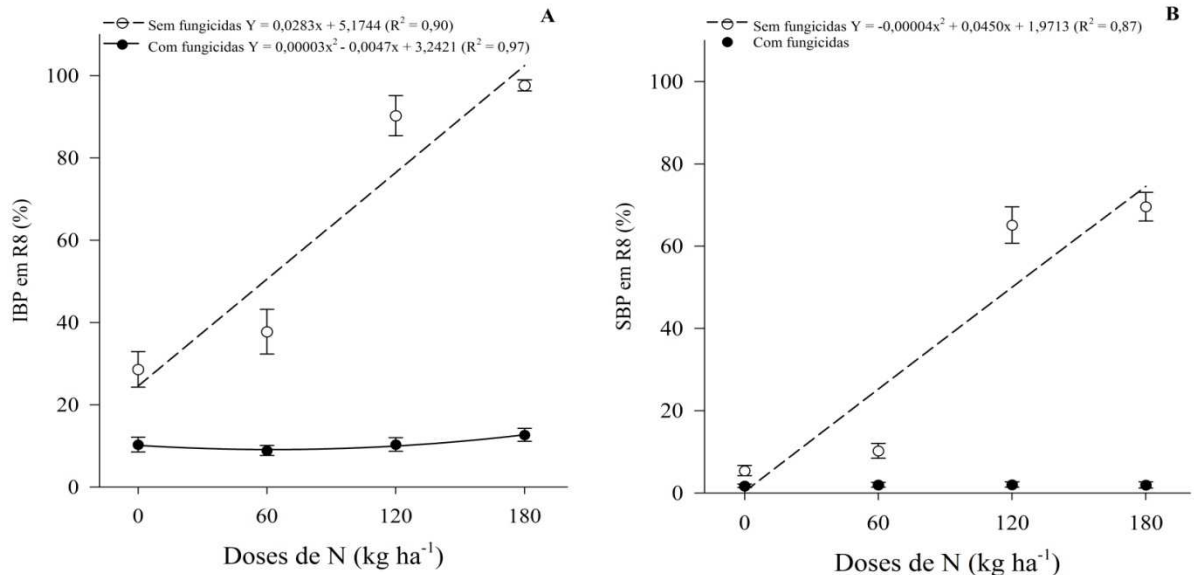 A
Sem fungicidas Y = 0,0283x + 5,1744 (R² = 0,90)
Com fungicidas Y = 0,00003x² - 0,0047x + 3,2421 (R² = 0,97)
100
80
60
40
20
0
IBP em R8 (%)
0 60 120 180
Doses de N (kg ha⁻¹)
B
Sem fungicidas Y = -0,00004x² + 0,0450x + 1,9713 (R² = 0,87)
Com fungicidas
100
80
60
40
20
0
SBP em R8 (%)
0 60 120 180
Doses de N (kg ha⁻¹)